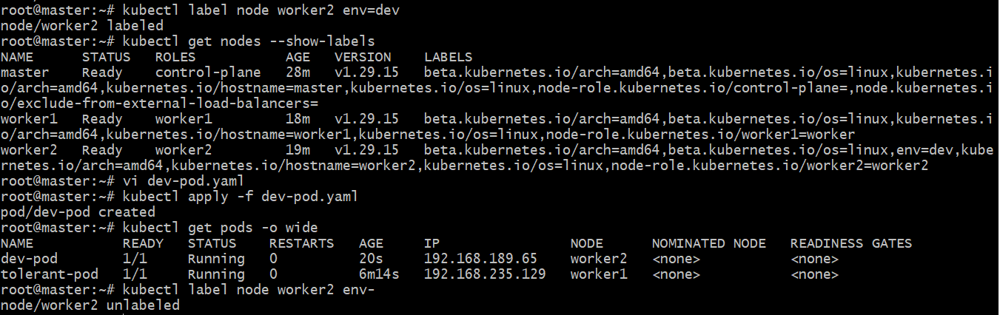 root@master:~# kubectl label node worker2 env=dev
node/worker2 labeled
root@master:~# kubectl get nodes --show-labels
NAME      STATUS   ROLES           AGE   VERSION    LABELS
master    Ready    control-plane   28m   v1.29.15   beta.kubernetes.io/arch=amd64,beta.kubernetes.io/os=linux,kubernetes.i
o/arch=amd64,kubernetes.io/hostname=master,kubernetes.io/os=linux,node-role.kubernetes.io/control-plane=,node.kubernetes.i
o/exclude-from-external-load-balancers=
worker1   Ready    worker1         18m   v1.29.15   beta.kubernetes.io/arch=amd64,beta.kubernetes.io/os=linux,kubernetes.i
o/arch=amd64,kubernetes.io/hostname=worker1,kubernetes.io/os=linux,node-role.kubernetes.io/worker1=worker
worker2   Ready    worker2         19m   v1.29.15   beta.kubernetes.io/arch=amd64,beta.kubernetes.io/os=linux,env=dev,kube
rnetes.io/arch=amd64,kubernetes.io/hostname=worker2,kubernetes.io/os=linux,node-role.kubernetes.io/worker2=worker2
root@master:~# vi dev-pod.yaml
root@master:~# kubectl apply -f dev-pod.yaml
pod/dev-pod created
root@master:~# kubectl get pods -o wide
NAME           READY   STATUS    RESTARTS   AGE     IP                NODE      NOMINATED NODE   READINESS GATES
dev-pod        1/1     Running   0          20s     192.168.189.65    worker2   <none>           <none>
tolerant-pod   1/1     Running   0          6m14s   192.168.235.129   worker1   <none>           <none>
root@master:~# kubectl label node worker2 env-
node/worker2 unlabeled